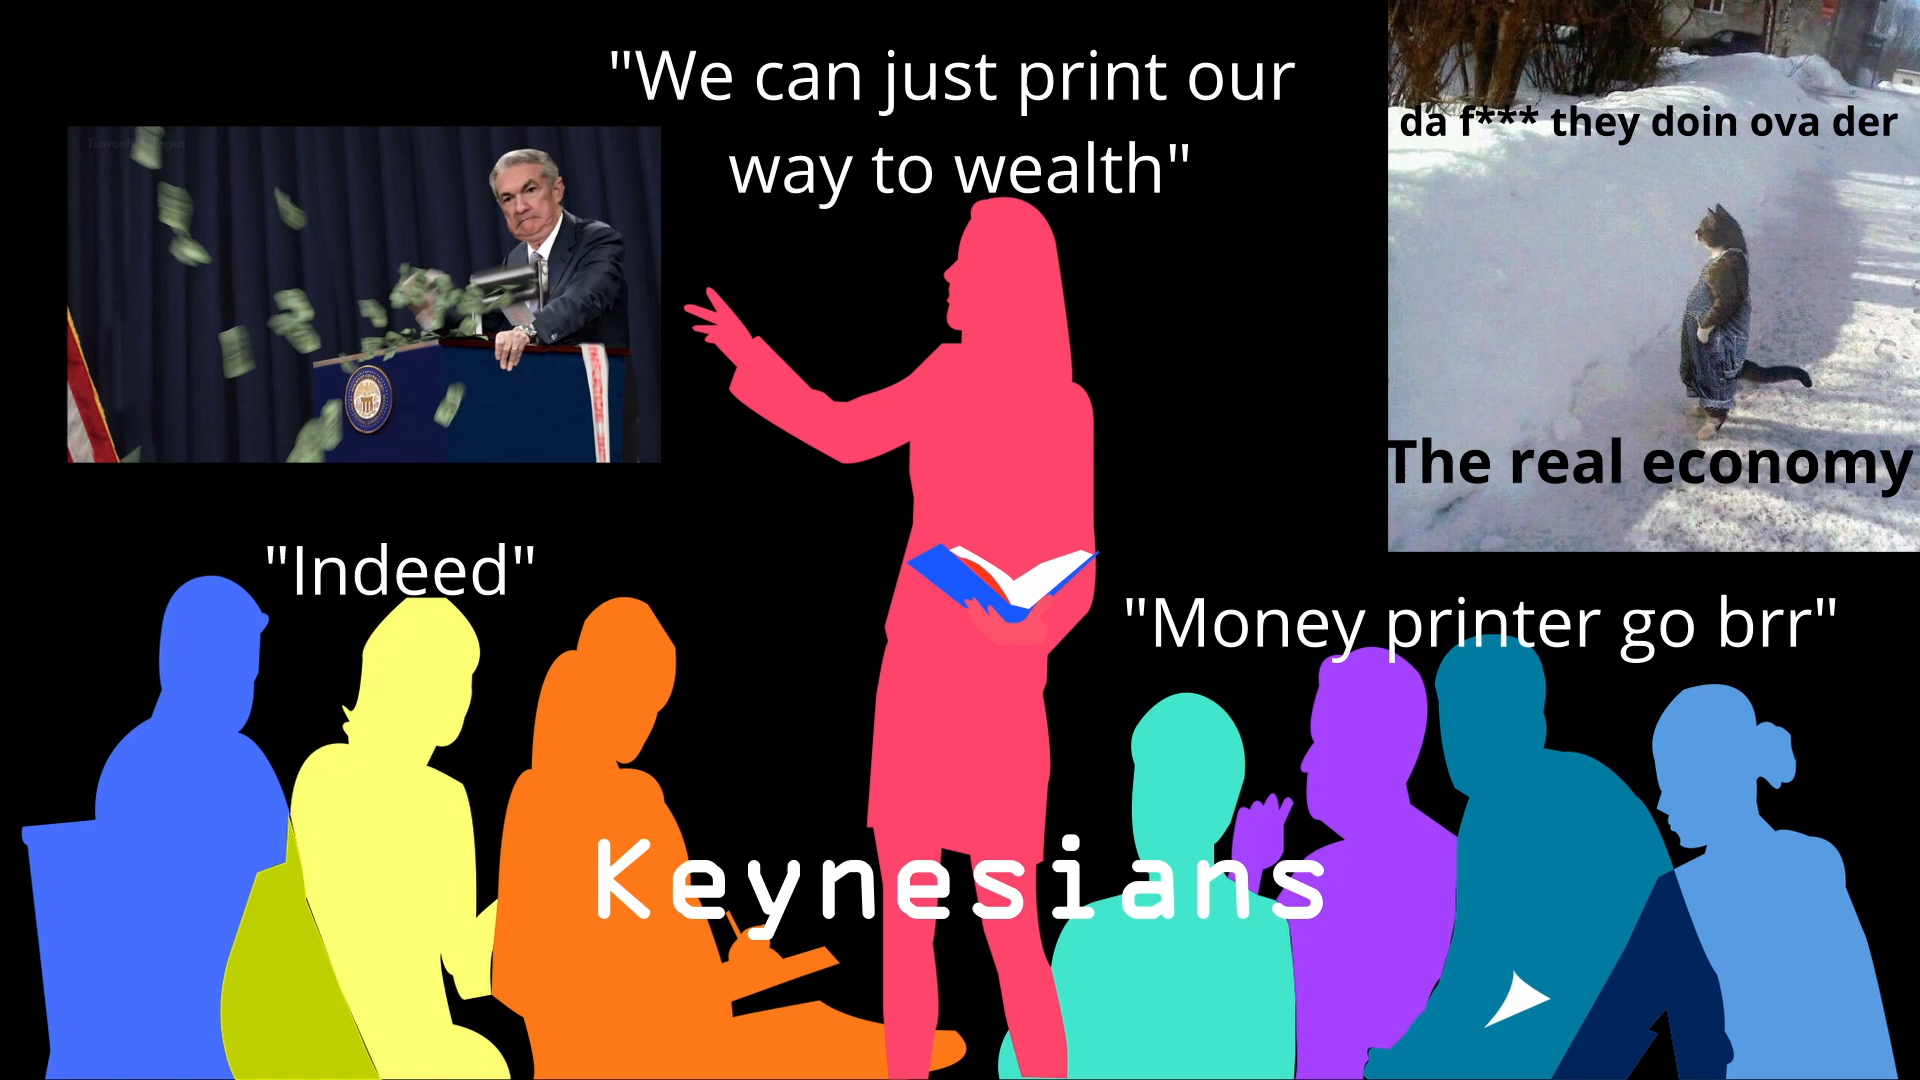 "We can just print our
way to wealth"
da f*** they doin ova der
The real economy
"Indeed"
"Money printer go brr"
Keynesians